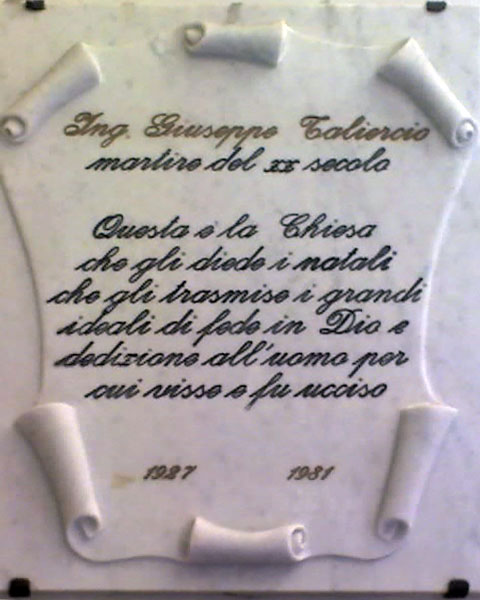 Ing. Giuseppe Taliercio
martire del xx secolo
Questa è la Chiesa
che gli diede i natali
che gli trasmise i grandi
ideali di fede in Dio e
dedizione all'uomo per
cui visse e fu ucciso
1927 1981